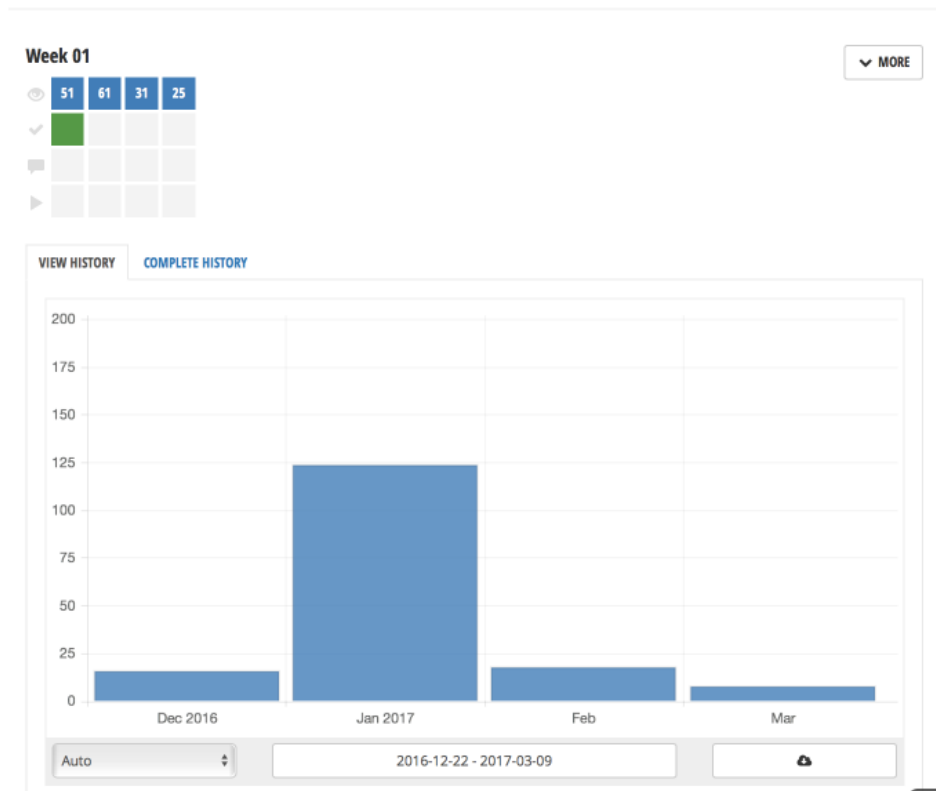 Week 01
MORE
51 61 31 25
VIEW HISTORY COMPLETE HISTORY
200
175
150
125
100
75
50
25
0
Dec 2016 Jan 2017 Feb Mar
Auto 2016-12-22 - 2017-03-09